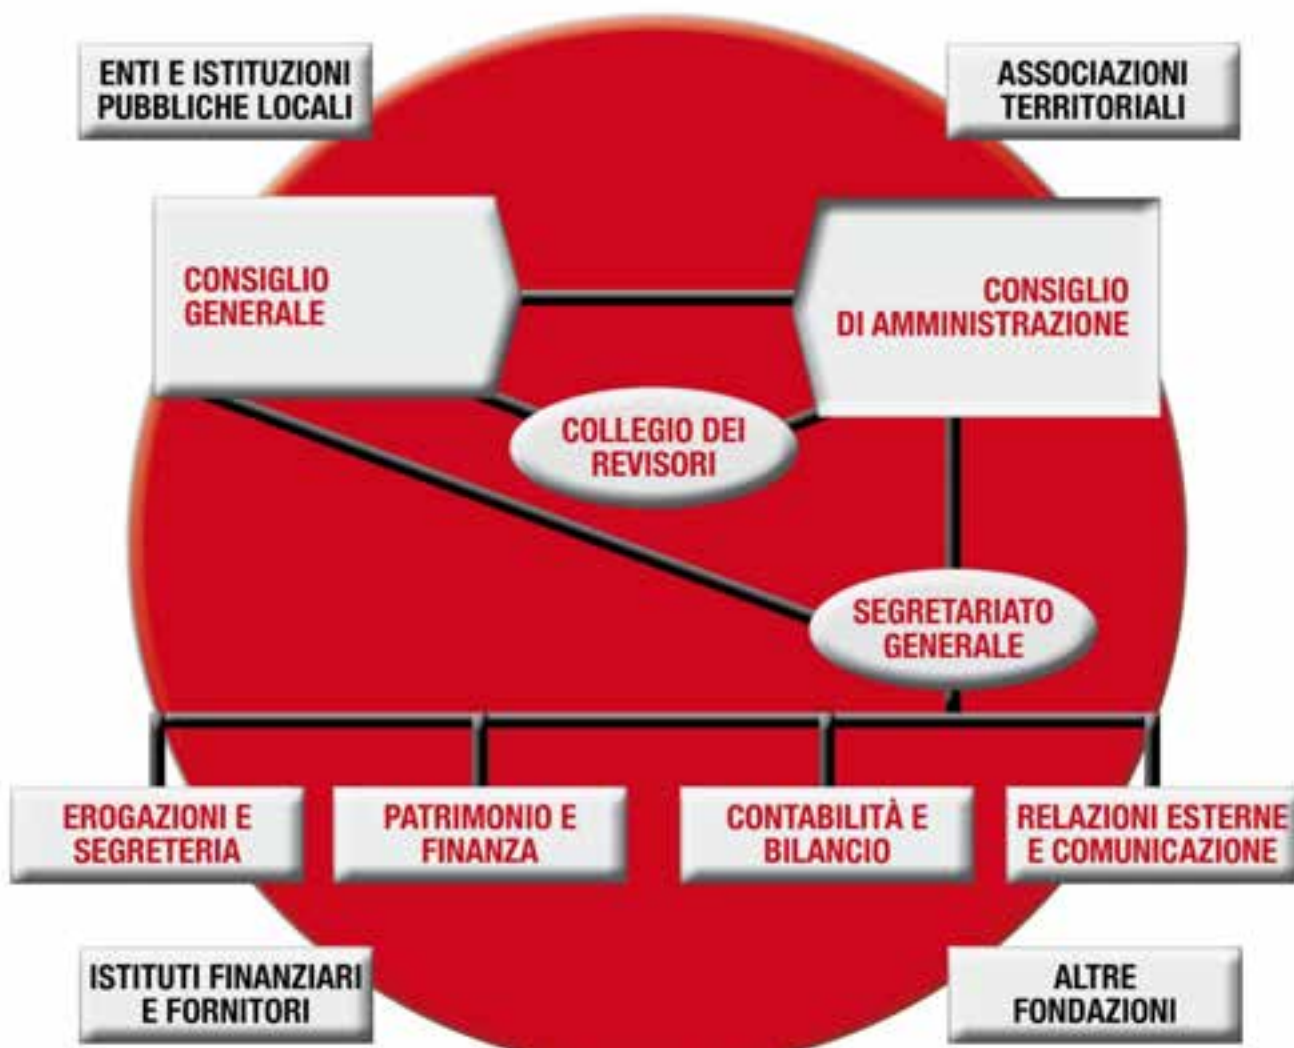 ENTI E ISTITUZIONI
PUBBLICHE LOCALI
ASSOCIAZIONI
TERRITORIALI
CONSIGLIO
GENERALE
CONSIGLIO
DI AMMINISTRAZIONE
COLLEGIO DEI
REVISORI
SEGRETARIATO
GENERALE
EROGAZIONI E
SEGRETERIA
PATRIMONIO E
FINANZA
CONTABILITÀ E
BILANCIO
RELAZIONI ESTERNE
E COMUNICAZIONE
ISTITUTI FINANZIARI
E FORNITORI
ALTRE
FONDAZIONI